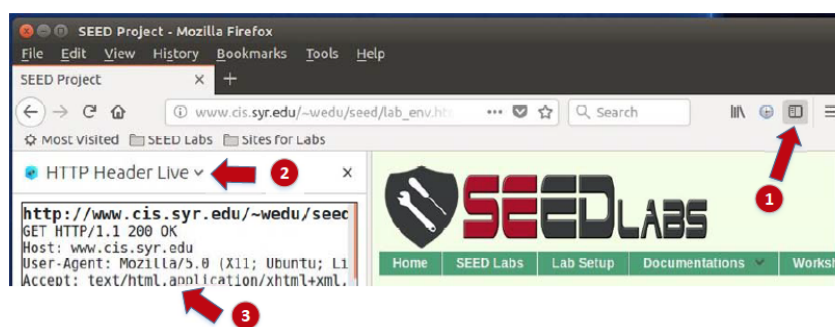 SEED Project - Mozilla Firefox
File Edit View History Bookmarks Tools Help
SEED Project × +
www.cis.syr.edu/~wedu/seed/lab_env.ht ••• Search
Most Visited SEED Labs Sites for Labs
HTTP Header Live 2 ×
1
http://www.cis.syr.edu/~wedu/seed
GET HTTP/1.1 200 OK
Host: www.cis.syr.edu
User-Agent: Mozilla/5.0 (X11; Ubuntu; Li
Accept: text/html,application/xhtml+xml,
3
SEEDLABS
Home SEED Labs Lab Setup Documentations Worksh